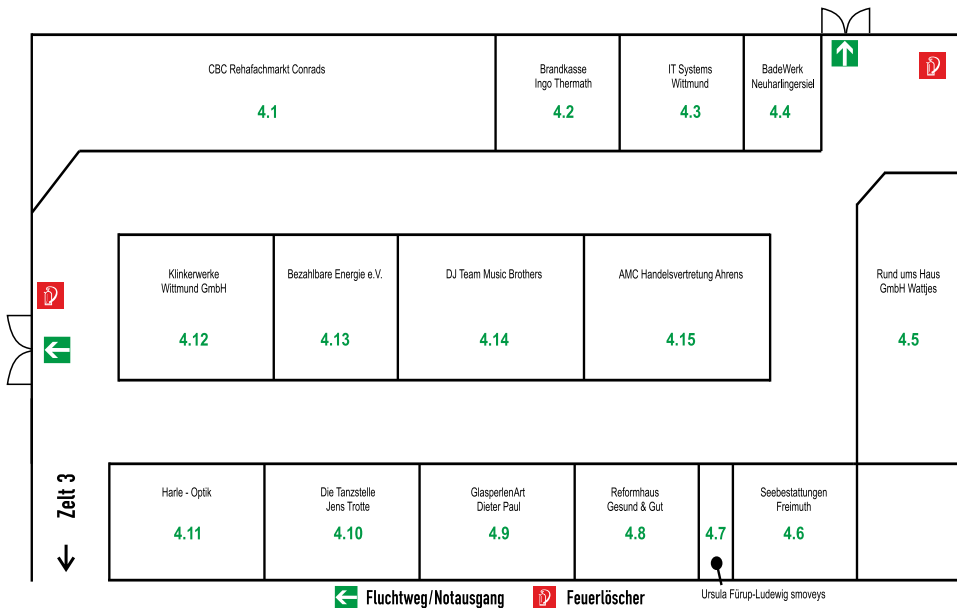 CBC Rehafachmarkt Conrads
4.1
Brandkasse
Ingo Thermath
4.2
IT Systems
Wittmund
4.3
BadeWerk
Neuharlingersiel
4.4
Klinkerwerke
Wittmund GmbH
4.12
Bezahlbare Energie e.V.
4.13
DJ Team Music Brothers
4.14
AMC Handelsvertretung Ahrens
4.15
Rund ums Haus
GmbH Wattjes
4.5
Zelt 3
Harle - Optik
4.11
Die Tanzstelle
Jens Trotte
4.10
GlasperlenArt
Dieter Paul
4.9
Reformhaus
Gesund & Gut
4.8
4.7
Seebestattungen
Freimuth
4.6
Ursula Fürup-Ludewig smoveys
Fluchtweg/Notausgang
Feuerlöscher